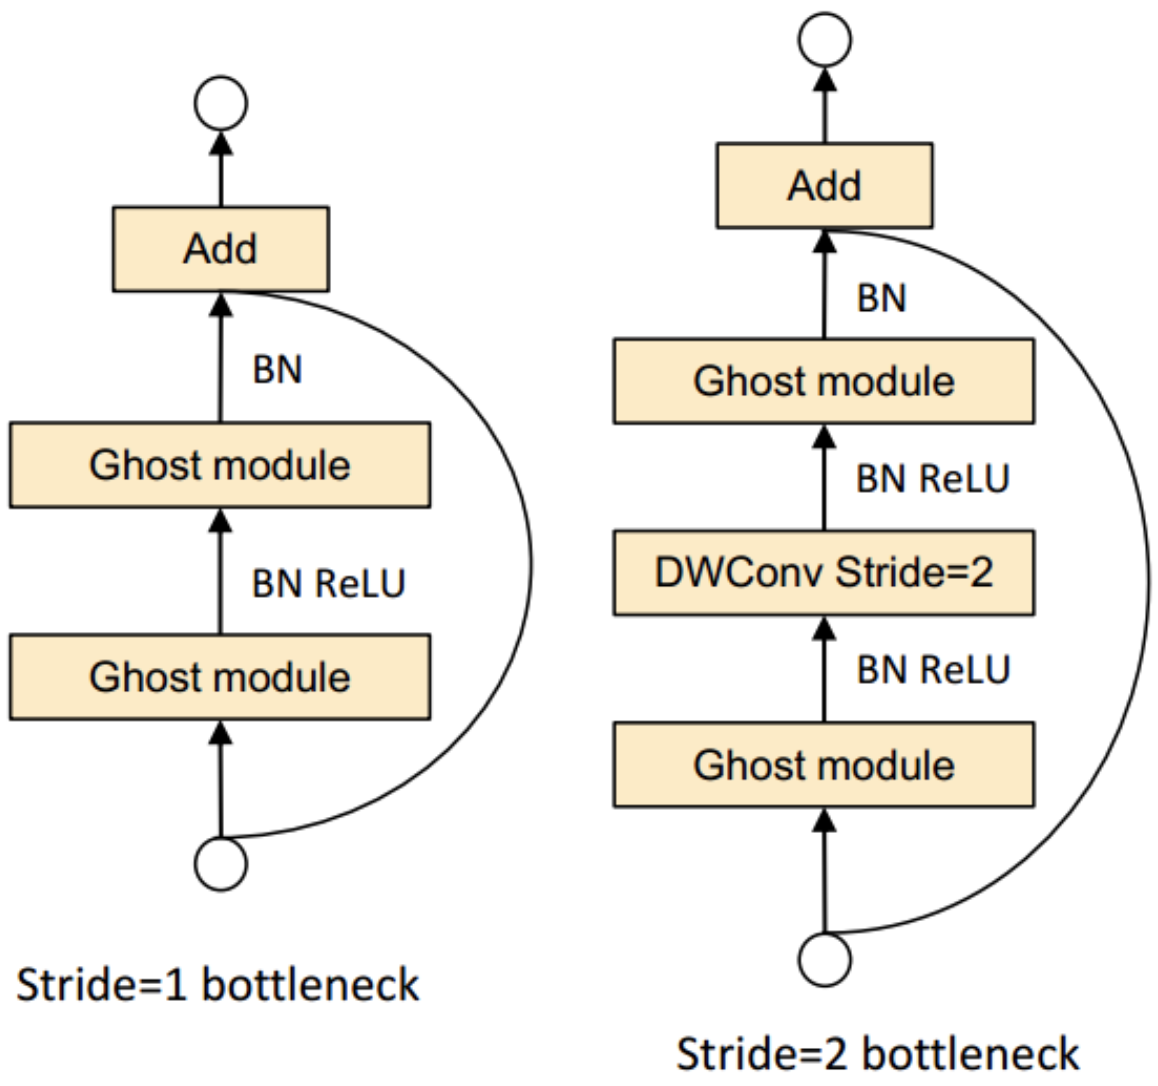 Add
BN
Ghost module
BN ReLU
Ghost module
Stride=1 bottleneck
Add
BN
Ghost module
BN ReLU
DWConv Stride=2
BN ReLU
Ghost module
Stride=2 bottleneck